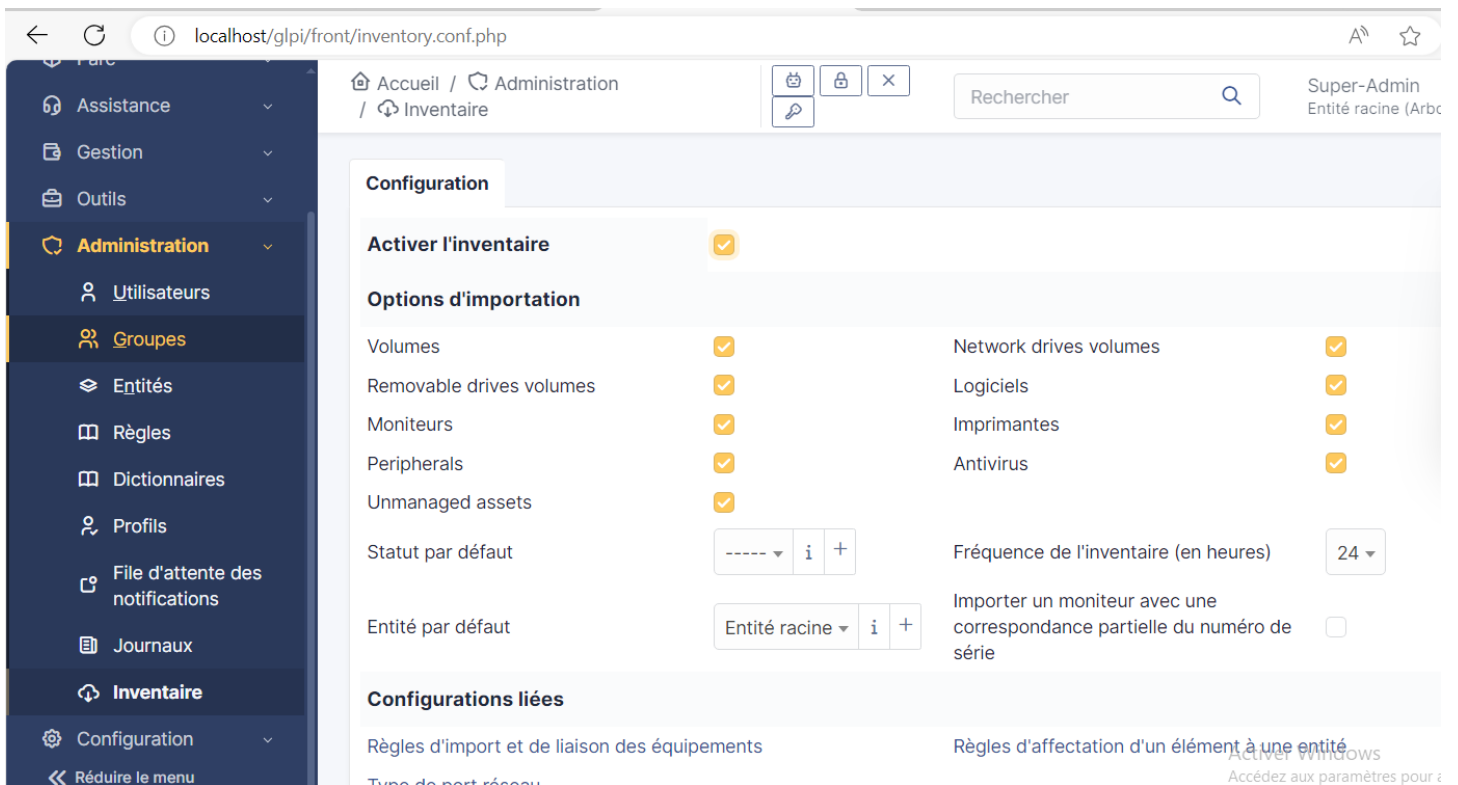 localhost/glpi/front/inventory.conf.php
Parc
Assistance
Gestion
Outils
Administration
Utilisateurs
Groupes
Entités
Règles
Dictionnaires
Profils
File d'attente des
notifications
Journaux
Inventaire
Configuration
Réduire le menu
Accueil / Administration
/ Inventaire
Rechercher
Super-Admin
Entité racine (Arbo
Configuration
Activer l'inventaire
Options d'importation
Volumes
Network drives volumes
Removable drives volumes
Logiciels
Moniteurs
Imprimantes
Peripherals
Antivirus
Unmanaged assets
Statut par défaut
-----
i +
Fréquence de l'inventaire (en heures)
24
Entité par défaut
Entité racine
i +
Importer un moniteur avec une
correspondance partielle du numéro de
série
Configurations liées
Règles d'import et de liaison des équipements
Règles d'affectation d'un élément à une entité
Type de port réseau
Activer Windows
Accédez aux paramètres pour a